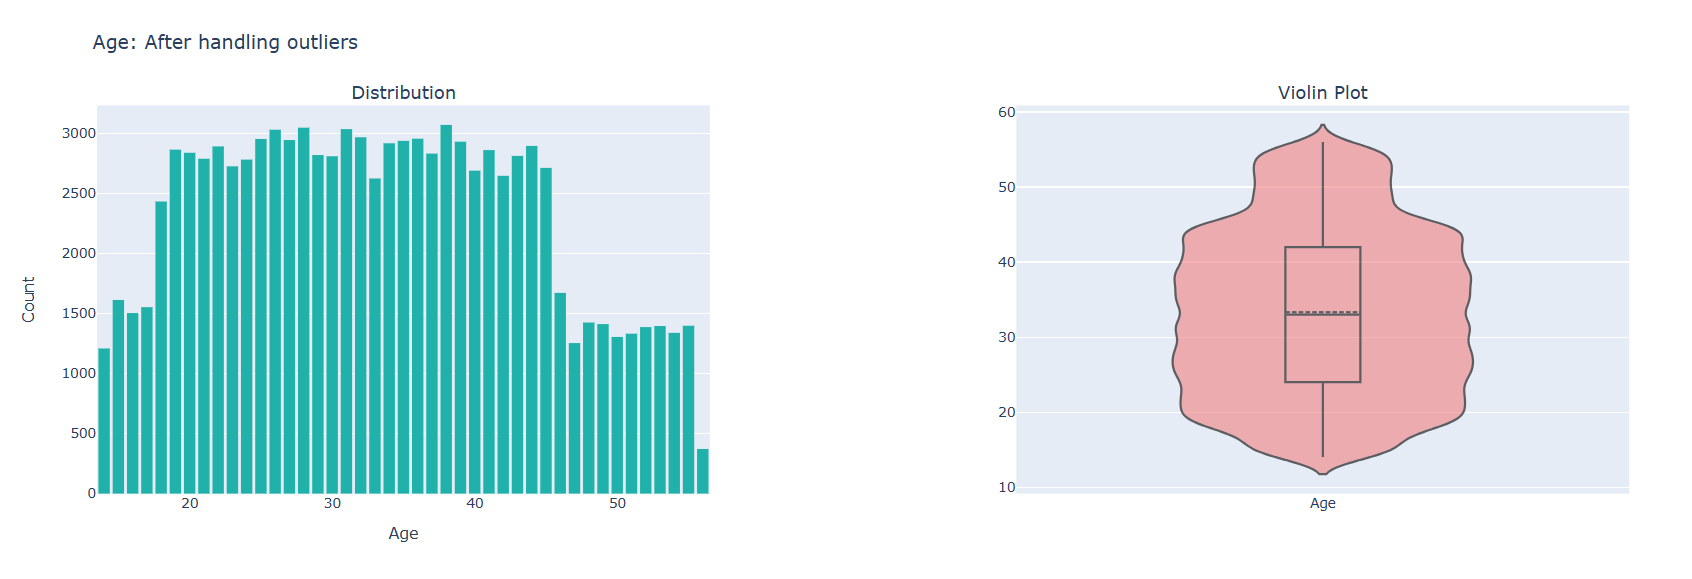 Age: After handling outliers
Distribution
3000
2500
2000
1500
1000
500
0
20 30 40 50
Age
Count
Violin Plot
60
50
40
30
20
10
Age